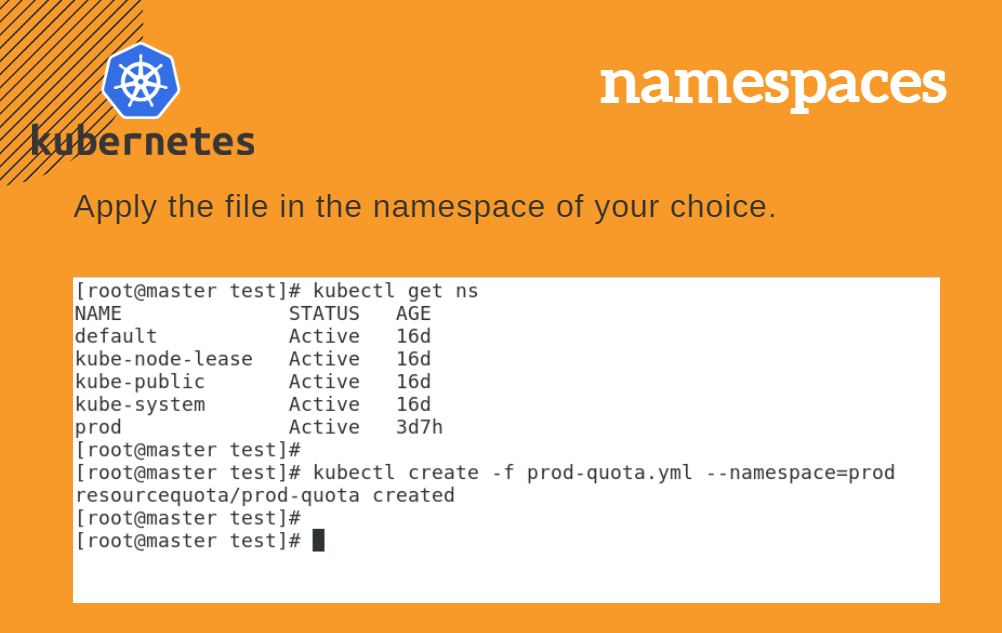 kubernetes
namespaces
Apply the file in the namespace of your choice.
[root@master test]# kubectl get ns
NAME              STATUS   AGE
default           Active   16d
kube-node-lease   Active   16d
kube-public       Active   16d
kube-system       Active   16d
prod              Active   3d7h
[root@master test]#
[root@master test]# kubectl create -f prod-quota.yml --namespace=prod
resourcequota/prod-quota created
[root@master test]#
[root@master test]#